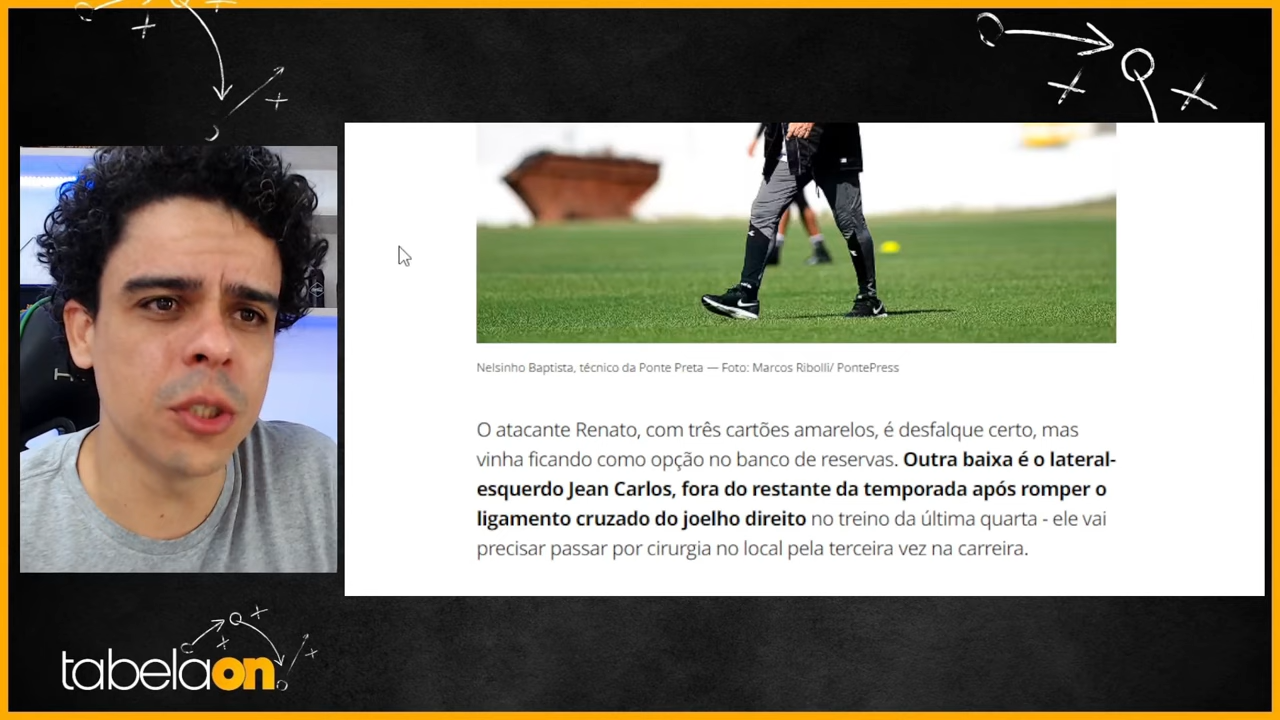 Nelsinho Baptista, técnico da Ponte Preta — Foto: Marcos Ribolli/ PontePress
O atacante Renato, com três cartões amarelos, é desfalque certo, mas
vinha ficando como opção no banco de reservas. Outra baixa é o lateral-
esquerdo Jean Carlos, fora do restante da temporada após romper o
ligamento cruzado do joelho direito no treino da última quarta - ele vai
precisar passar por cirurgia no local pela terceira vez na carreira.
tabelaon